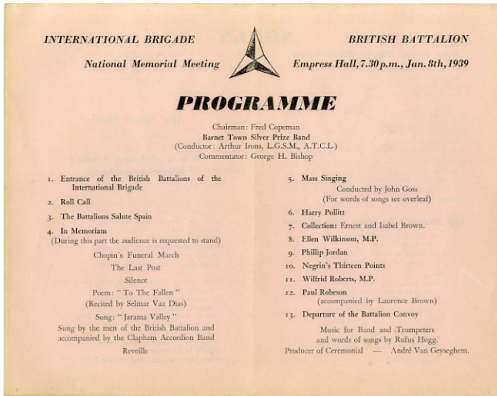 INTERNATIONAL BRIGADE
BRITISH BATTALION
National Memorial Meeting
Empress Hall, 7.30 p.m., Jan. 8th, 1939
PROGRAMME
Chairman: Fred Copeman
Barnet Town Silver Prize Band
(Conductor: Arthur Irons, L.G.S.M., A.T.C.L.)
Commentator: George H. Bishop
1. Entrance of the British Battalions of the
International Brigade
2. Roll Call
3. The Battalions Salute Spain
4. In Memoriam
(During this part the audience is requested to stand)
Chopin's Funeral March
The Last Post
Silence
Poem: "To The Fallen"
(Recited by Selmar Vaz Dias)
Song: "Jarama Valley"
Sung by the men of the British Battalion and
accompanied by the Clapham Accordion Band
Reveille
5. Mass Singing
Conducted by John Goss
(For words of songs see overleaf)
6. Harry Pollitt
7. Collection: Ernest and Isabel Brown.
8. Ellen Wilkinson, M.P.
9. Phillip Jordan
10. Negrin's Thirteen Points
11. Wilfrid Roberts, M.P.
12. Paul Robeson
(accompanied by Laurence Brown)
13. Departure of the Battalion Convoy
Music for Band and Trumpeters
and words of songs by Rufus Hogg.
Producer of Ceremonial — André Van Geyseghem.